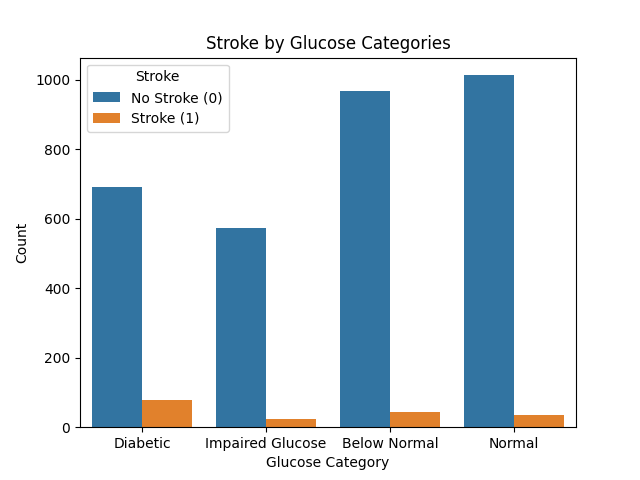 Stroke by Glucose Categories
Stroke
No Stroke (0)
Stroke (1)
1000
800
600
400
200
0
Count
Diabetic
Impaired Glucose
Below Normal
Normal
Glucose Category